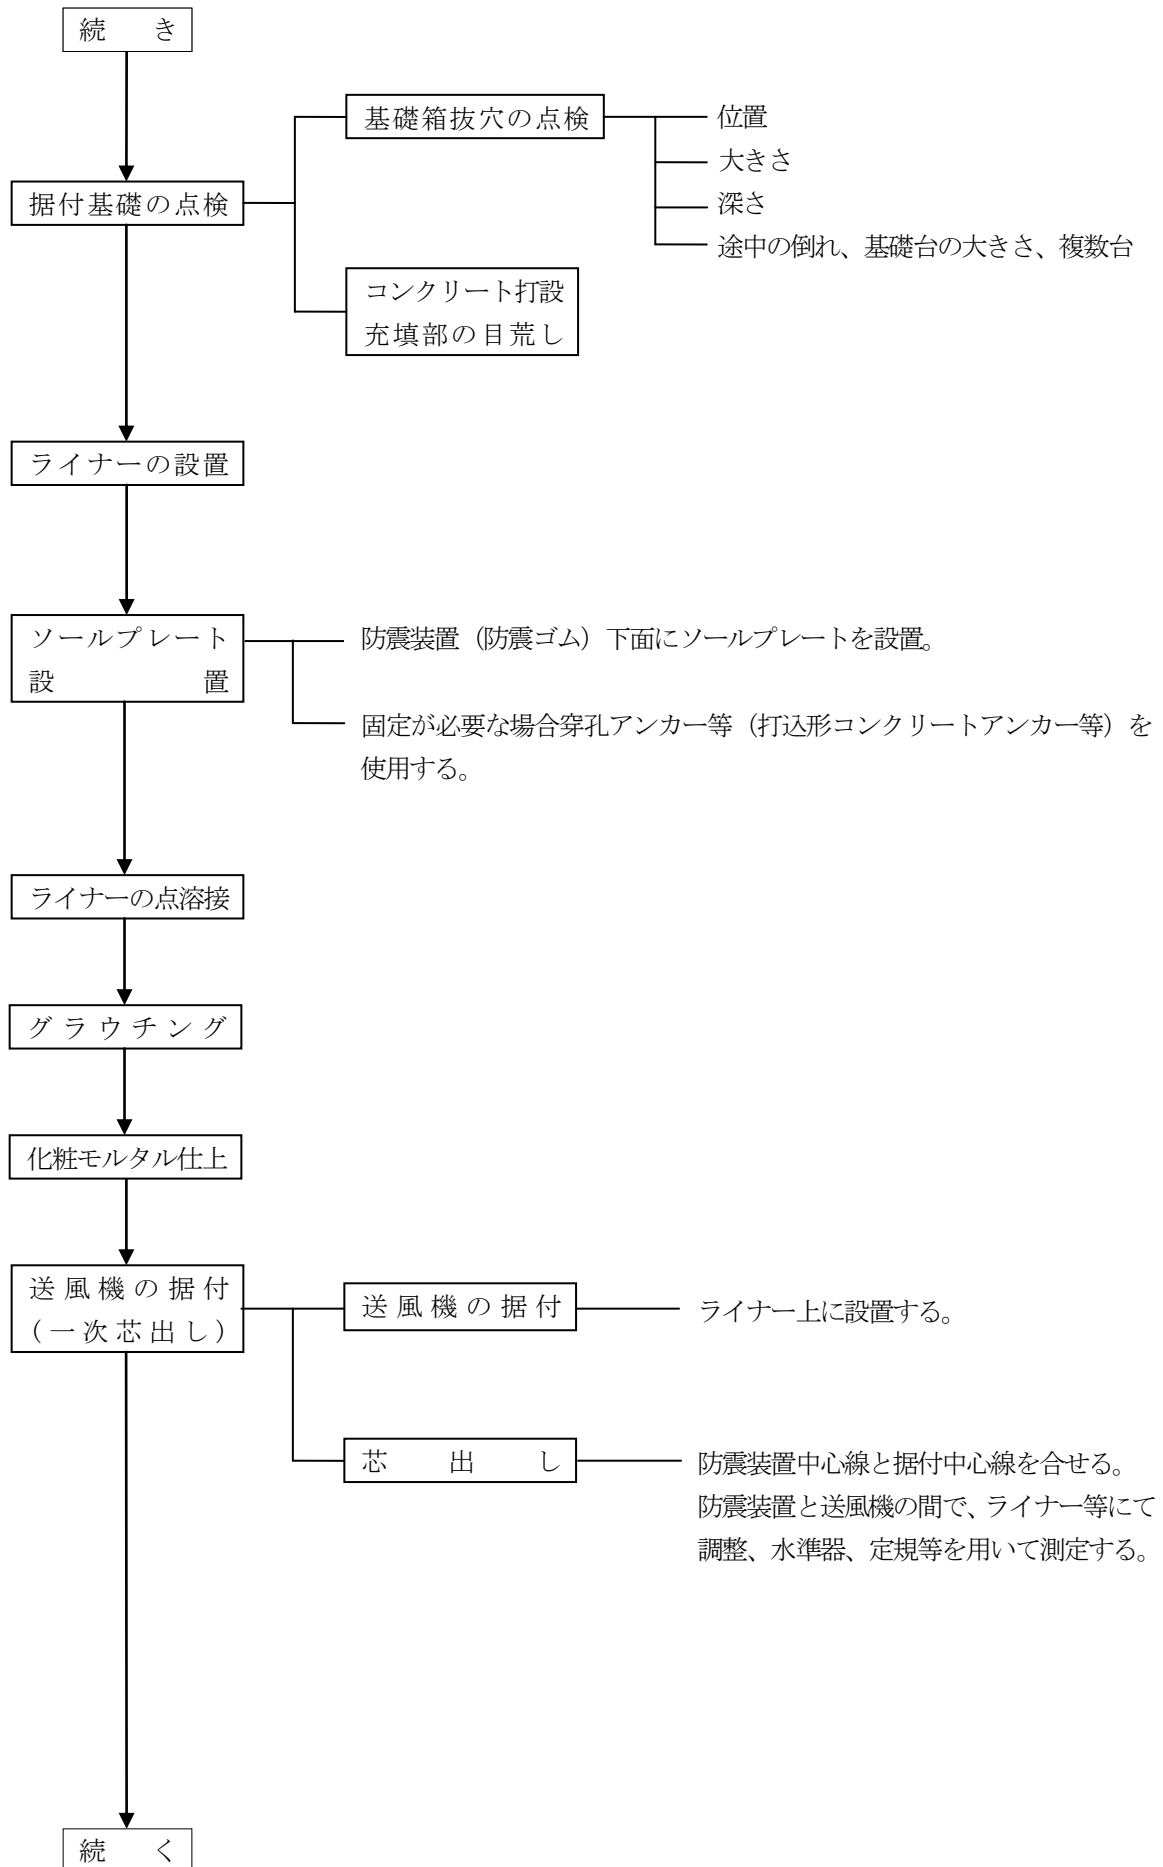 続き
基礎箱抜穴の点検
位置
大きさ
据付基礎の点検
深さ
途中の倒れ、基礎台の大きさ、複数台
コンクリート打設
充填部の目荒し
ライナーの設置
ソールプレート
設置
防震装置（防震ゴム）下面にソールプレートを設置。
固定が必要な場合穿孔アンカー等（打込形コンクリートアンカー等）を
使用する。
ライナーの点溶接
グラウチング
化粧モルタル仕上
送風機の据付
（一次芯出し）
送風機の据付
ライナー上に設置する。
芯出し
防震装置中心線と据付中心線を合せる。
防震装置と送風機の間で、ライナー等にて
調整、水準器、定規等を用いて測定する。
続く